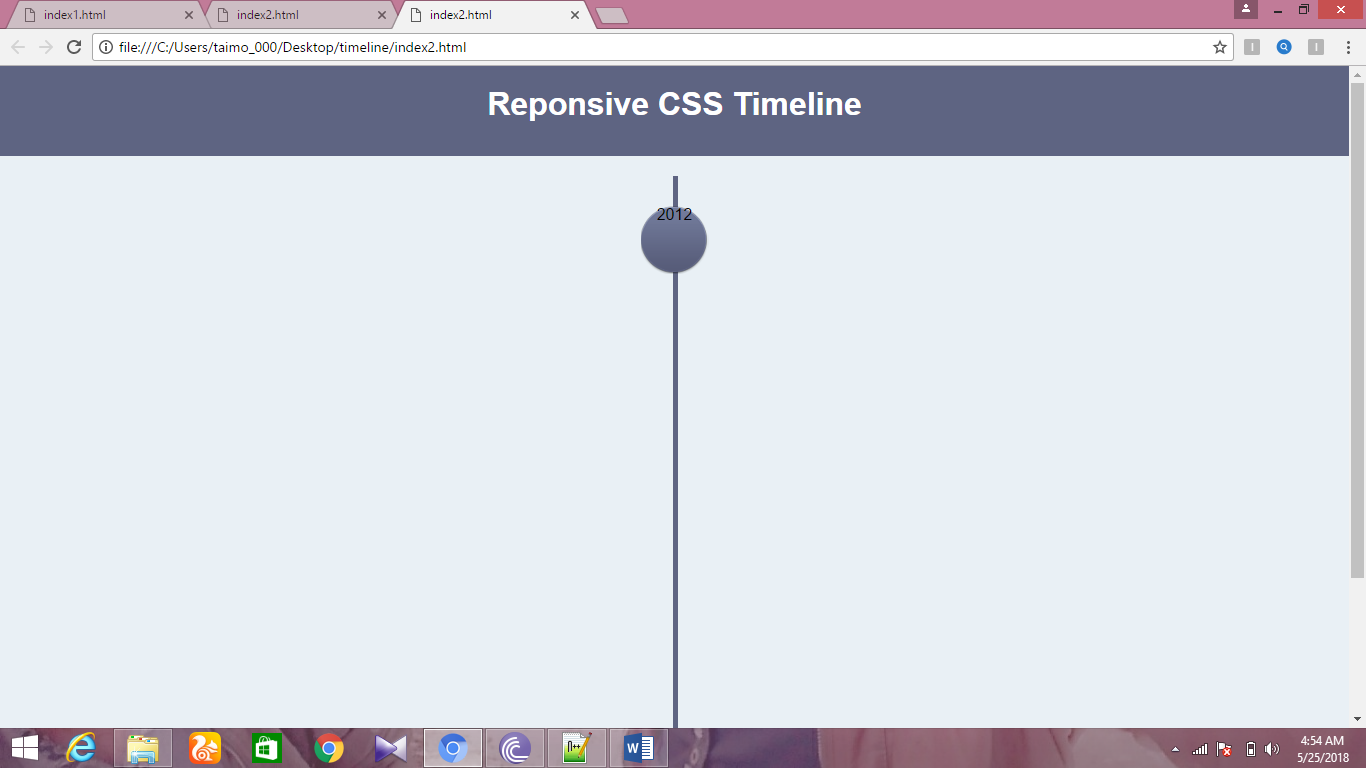 index1.html
index2.html
index2.html
file:///C:/Users/taimo_000/Desktop/timeline/index2.html
Reponsive CSS Timeline
2012
4:54 AM
5/25/2018